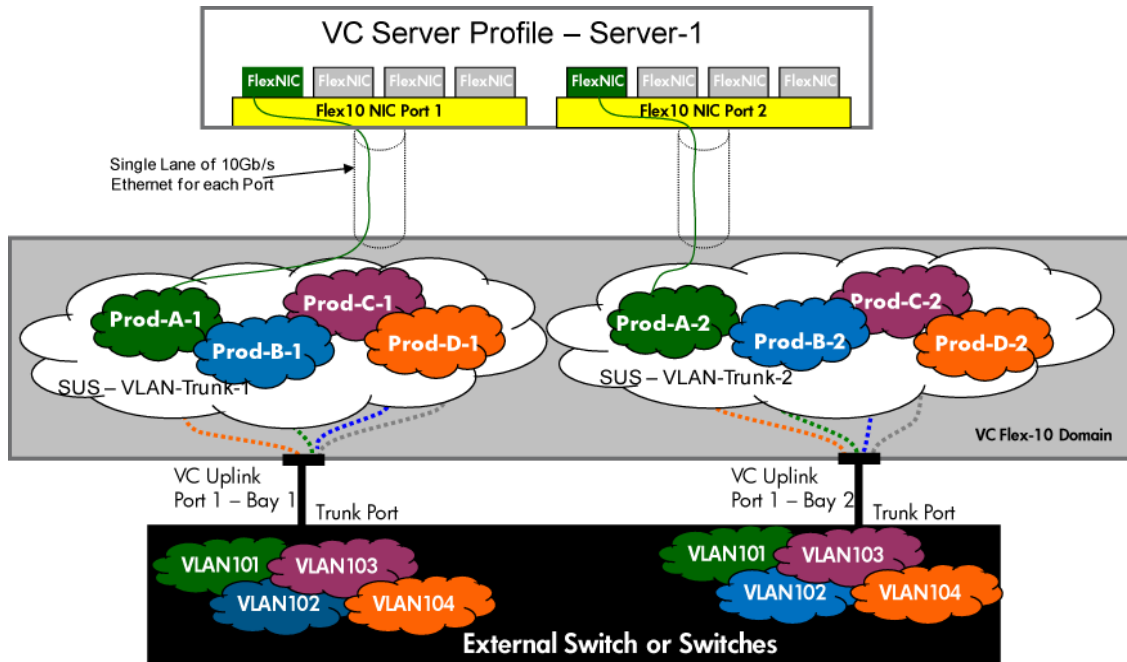 VC Server Profile – Server-1
FlexNIC FlexNIC FlexNIC FlexNIC
FlexNIC FlexNIC FlexNIC FlexNIC
Flex10 NIC Port 1
Flex10 NIC Port 2
Single Lane of 10Gb/s
Ethernet for each Port
Prod-A-1
Prod-B-1
Prod-C-1
Prod-D-1
SUS – VLAN-Trunk-1
Prod-A-2
Prod-B-2
Prod-C-2
Prod-D-2
SUS – VLAN-Trunk-2
VC Flex-10 Domain
VC Uplink
Port 1 – Bay 1
Trunk Port
VC Uplink
Port 1 – Bay 2
Trunk Port
VLAN101
VLAN103
VLAN102
VLAN104
VLAN101
VLAN103
VLAN102
VLAN104
External Switch or Switches